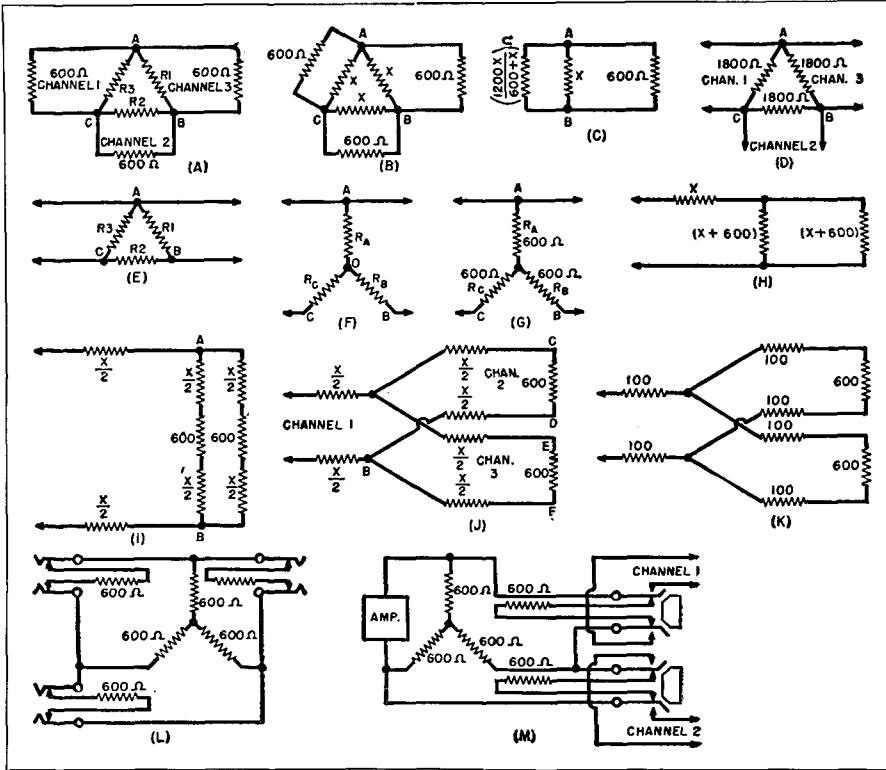 A
600Ω
CHANNEL 1
R3
R1
600Ω
CHANNEL 3
R2
C
B
CHANNEL 2
600Ω
(A)
A
600Ω
X
X
600Ω
X
C
B
600Ω
(B)
A
(1200X / 600+X)Ω
X
600Ω
B
(C)
A
1800Ω
CHAN. 1
1800Ω
CHAN. 3
1800Ω
C
B
CHANNEL 2
(D)
A
R3
R1
R2
C
B
(E)
A
RA
O
RC
RB
C
B
(F)
A
RA
600Ω
600Ω
600Ω
RC
RB
C
B
(G)
X
(X+600)
(X+600)
(H)
X/2
A
X/2
X/2
600
600
X/2
X/2
X/2
B
(I)
X/2
X/2
CHAN. 2
C
600
X/2
D
CHANNEL 1
B
X/2
E
X/2
CHAN. 3
600
X/2
F
(J)
100
100
600
100
100
100
600
100
(K)
600Ω
600Ω
600Ω
600Ω
600Ω
600Ω
(L)
AMP.
600Ω
600Ω
600Ω
600Ω
600Ω
CHANNEL 1
CHANNEL 2
(M)